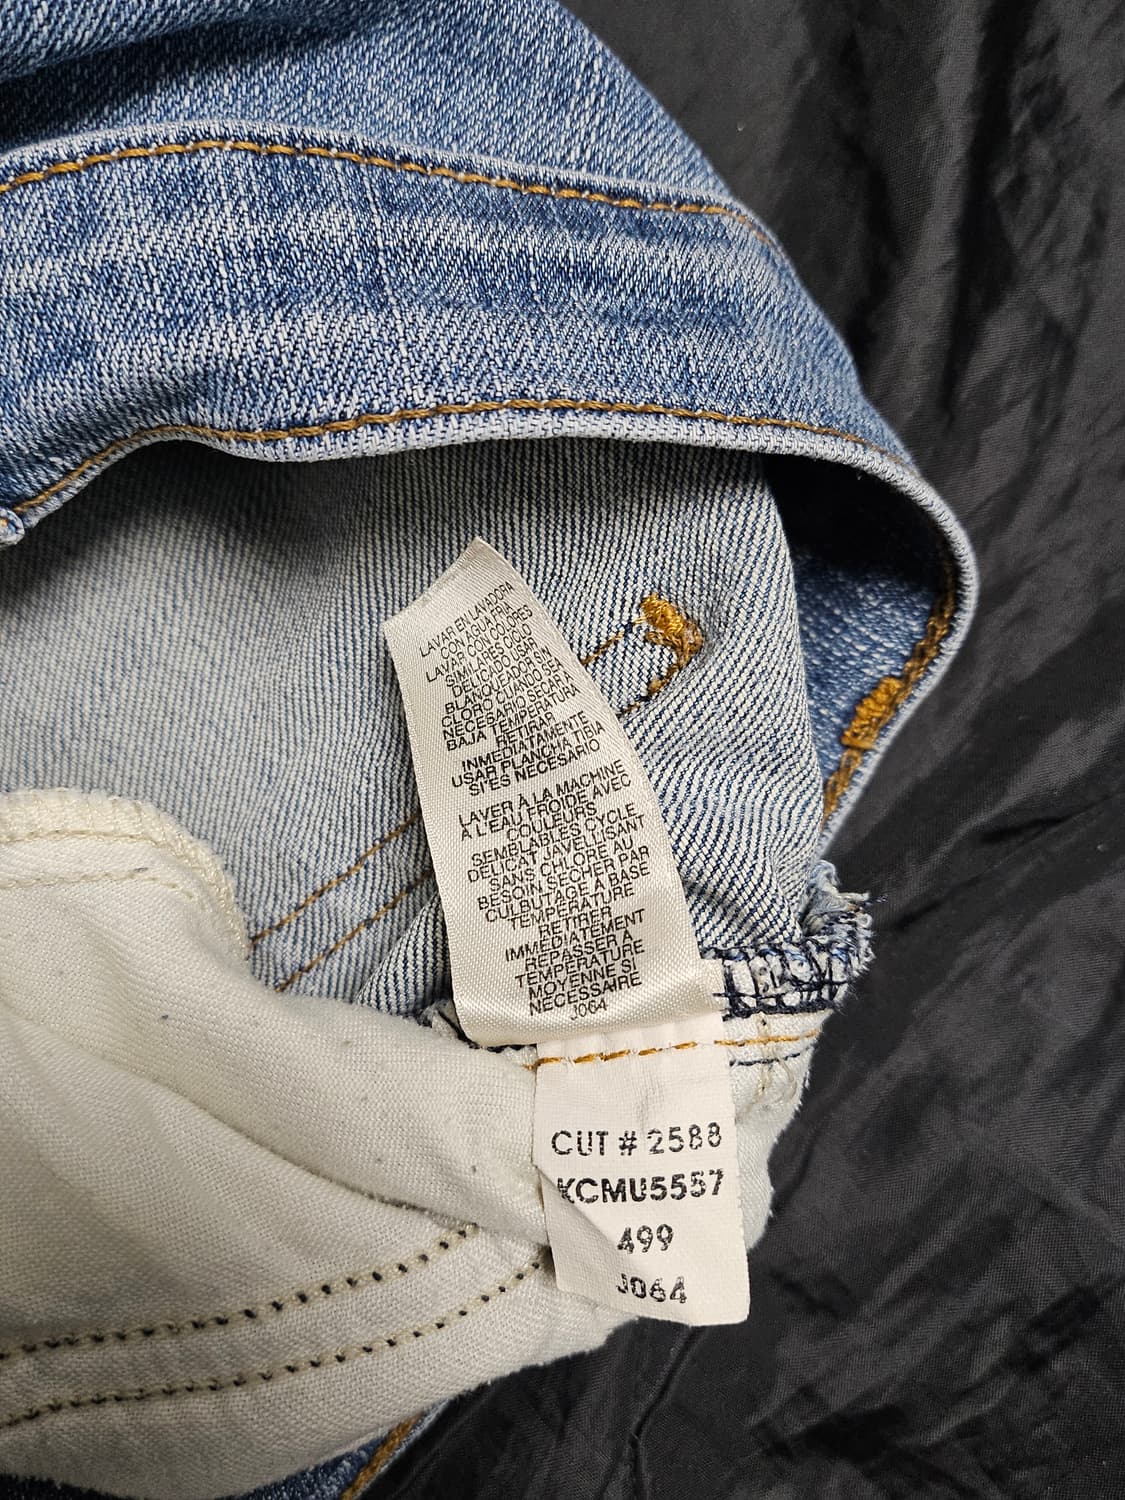 LAVAR EN LAVADORA
CON AGUA FRIA
LAVAR CON COLORES
SIMILARES CICLO
DELICADO USAR
BLANQUEADOR SIN
CLORO CUANDO SEA
NECESARIO SECAR A
BAJA TEMPERATURA
RETIRAR
INMEDIATAMENTE
USAR PLANCHA TIBIA
SI'ES NECESARIO
LAVER À LA MACHINE
À L'EAU FROIDE AVEC
COULEURS
SEMBLABLES CYCLE
DÉLICAT JAVELLISANT
SANS CHLORE AU
BESOIN SÉCHER PAR
CULBUTAGE À BASE
TEMPÉRATURE
RETIRER
IMMÉDIATEMENT
REPASSER À
TEMPÉRATURE
MOYENNE SI
NÉCESSAIRE
J064
CUT # 2588
KCMU5557
499
J064